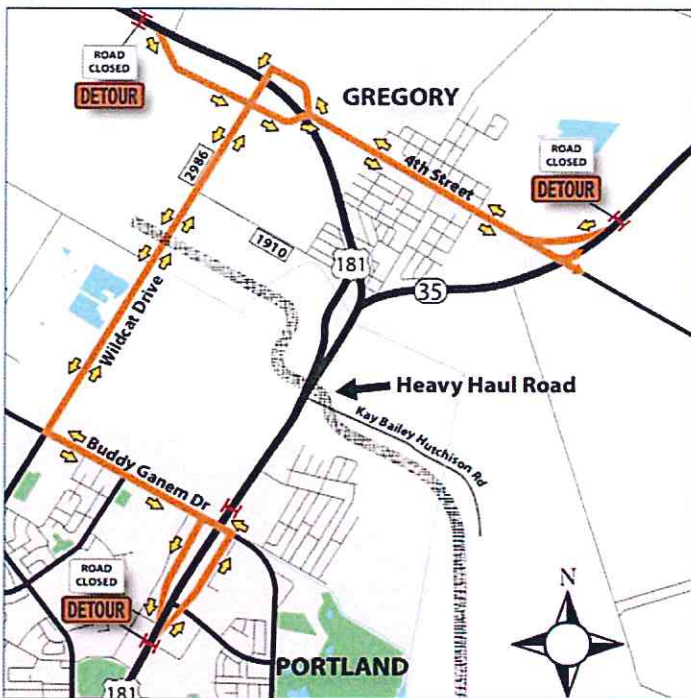 ROAD
CLOSED
DETOUR
GREGORY
ROAD
CLOSED
DETOUR
4th Street
2986
1910
181
35
Wildcat Drive
Heavy Haul Road
Kay Bailey Hutchison Rd
Buddy Ganem Dr
ROAD
CLOSED
DETOUR
N
PORTLAND
181